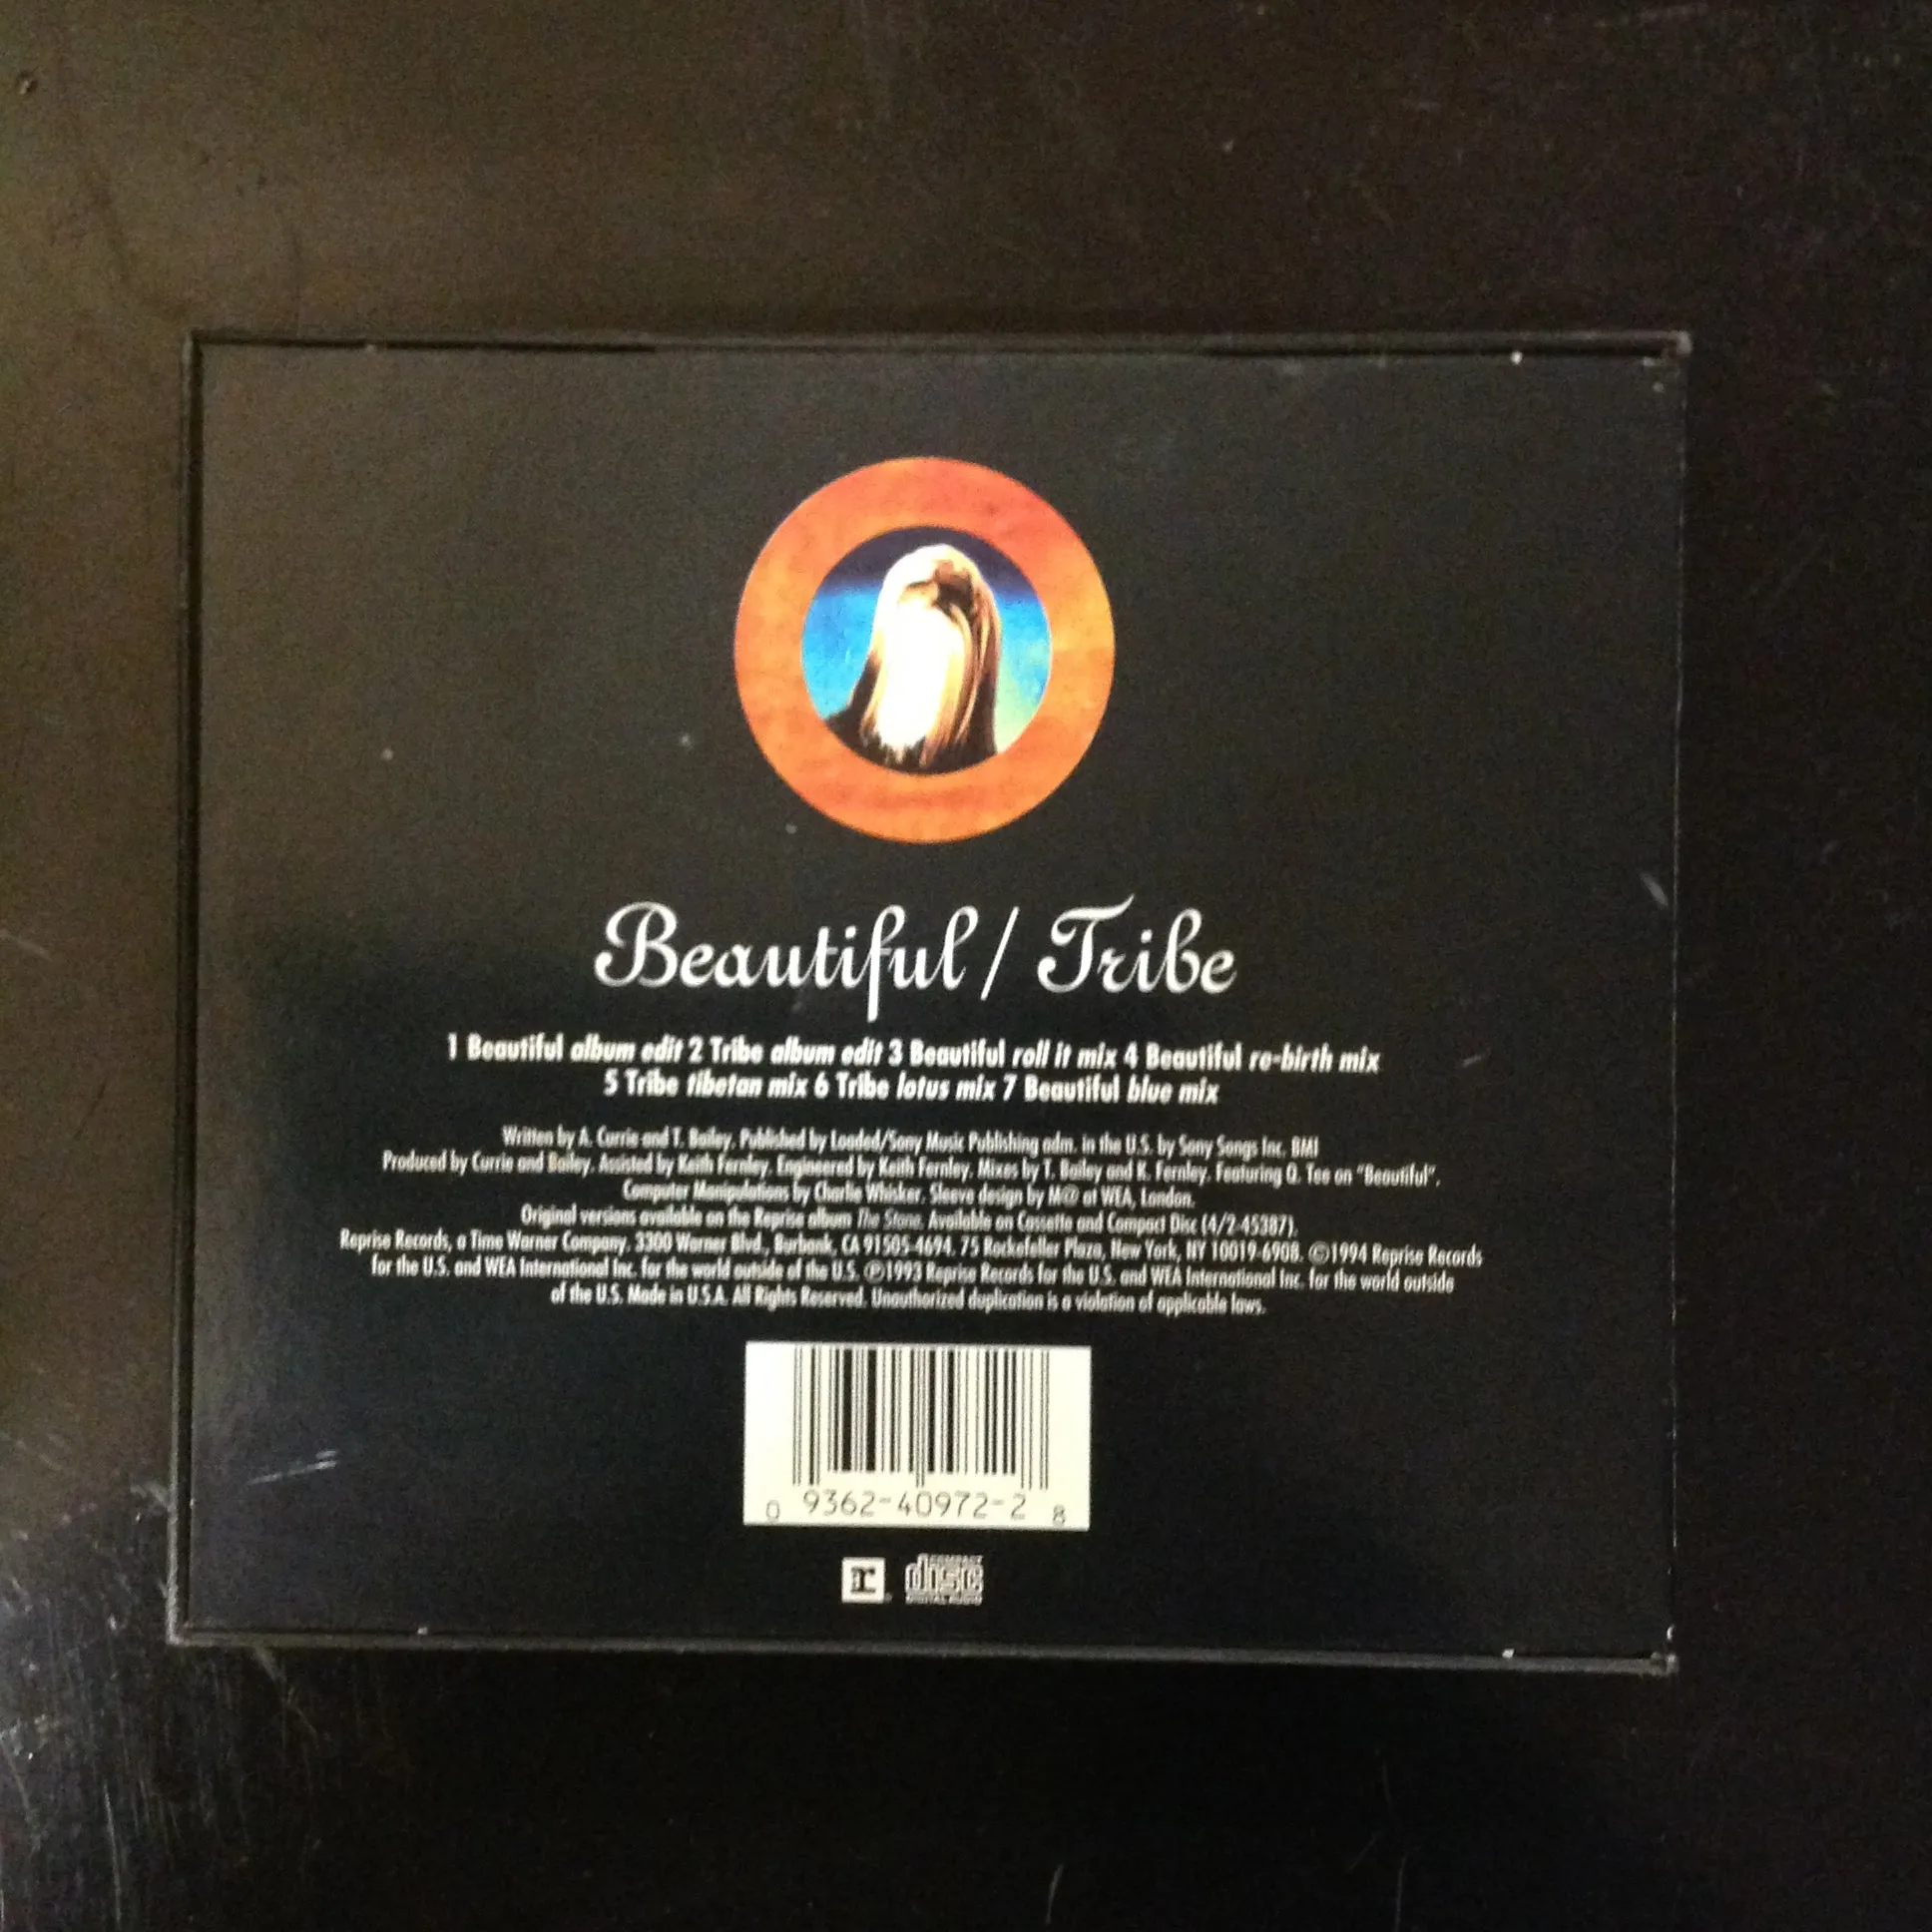 Beautiful / Tribe
1 Beautiful album edit 2 Tribe album edit 3 Beautiful roll it mix 4 Beautiful re-birth mix
5 Tribe tibetan mix 6 Tribe lotus mix 7 Beautiful blue mix
Written by A. Currie and T. Bailey. Published by Loaded/Sony Music Publishing adm. in the U.S. by Sony Songs Inc. BMI
Produced by Currie and Bailey. Assisted by Keith Fernley. Engineered by Keith Fernley. Mixes by T. Bailey and K. Fernley. Featuring Q. Tee on "Beautiful".
Computer Manipulations by Charlie Whisker. Sleeve design by M@ at WEA, London.
Original versions available on the Reprise album The Stone. Available on Cassette and Compact Disc (4/2-45387).
Reprise Records, a Time Warner Company. 3300 Warner Blvd., Burbank, CA 91505-4694. 75 Rockefeller Plaza, New York, NY 10019-6908. ©1994 Reprise Records
for the U.S. and WEA International Inc. for the world outside of the U.S. ℗1993 Reprise Records for the U.S. and WEA International Inc. for the world outside
of the U.S. Made in U.S.A. All Rights Reserved. Unauthorized duplication is a violation of applicable laws.
0 9362-40972-2 8
r COMPACT
disc
DIGITAL AUDIO